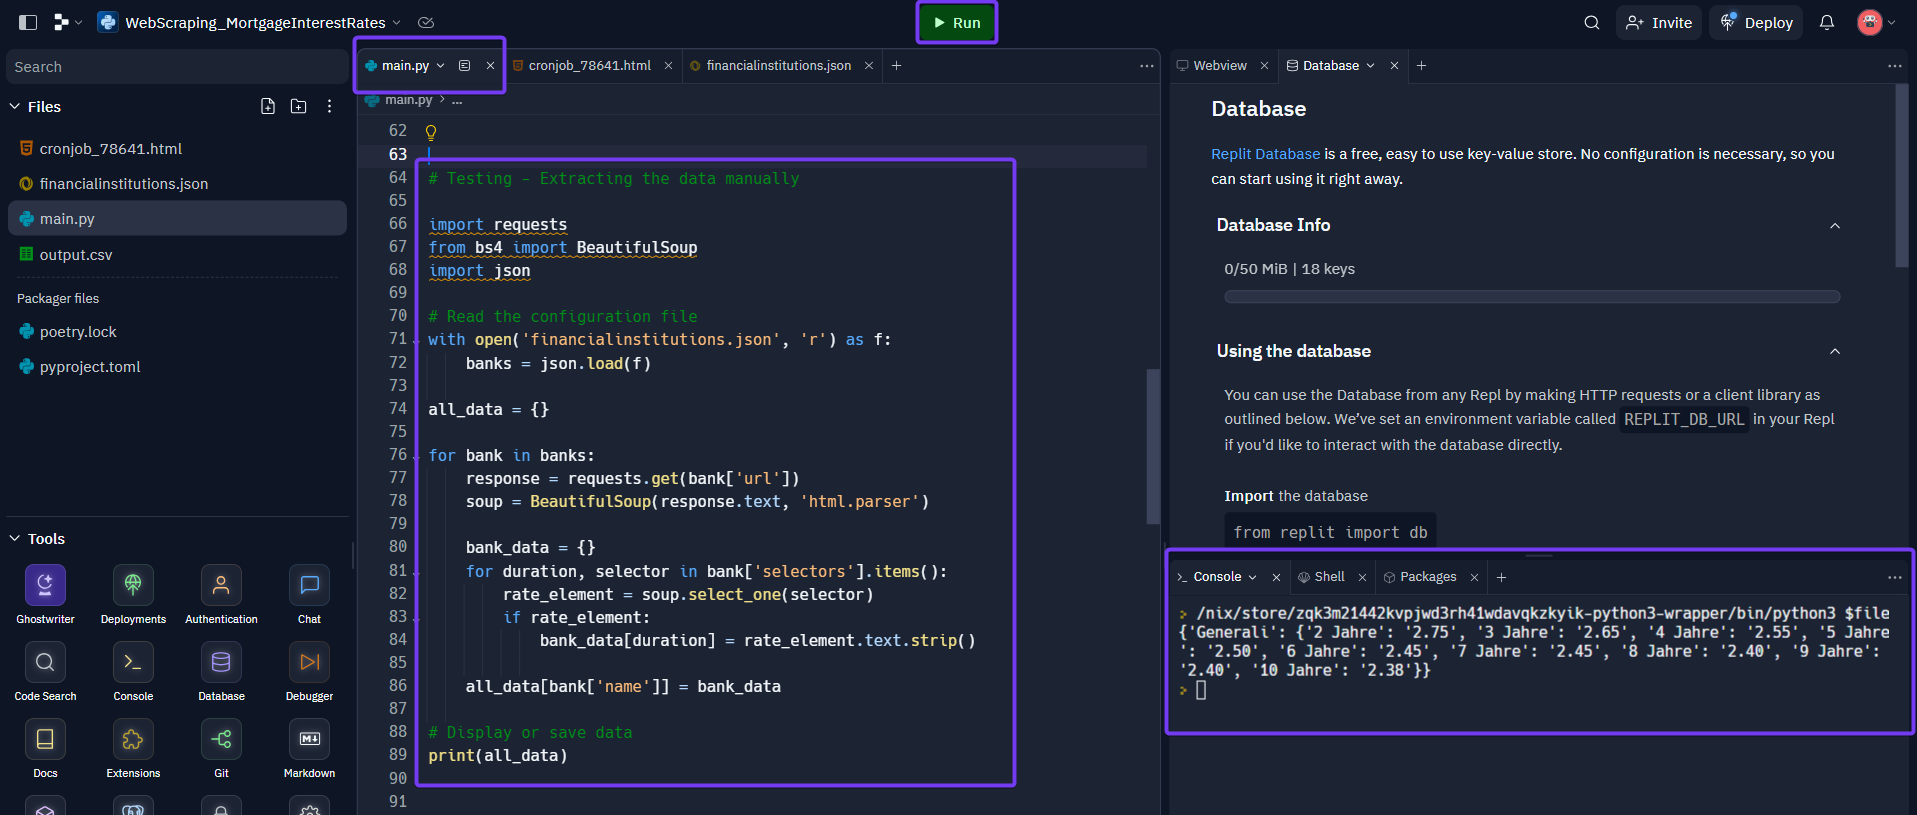 WebScraping_MortgageInterestRates
Run
Invite
Deploy
Search
Files
cronjob_78641.html
financialinstitutions.json
main.py
output.csv
Packager files
poetry.lock
pyproject.toml
Tools
Ghostwriter
Deployments
Authentication
Chat
Code Search
Console
Database
Debugger
Docs
Extensions
Git
Markdown
main.py
cronjob_78641.html
financialinstitutions.json
main.py > ...
62
63
64 # Testing - Extracting the data manually
65
66 import requests
67 from bs4 import BeautifulSoup
68 import json
69
70 # Read the configuration file
71 with open('financialinstitutions.json', 'r') as f:
72 banks = json.load(f)
73
74 all_data = {}
75
76 for bank in banks:
77 response = requests.get(bank['url'])
78 soup = BeautifulSoup(response.text, 'html.parser')
79
80 bank_data = {}
81 for duration, selector in bank['selectors'].items():
82 rate_element = soup.select_one(selector)
83 if rate_element:
84 bank_data[duration] = rate_element.text.strip()
85
86 all_data[bank['name']] = bank_data
87
88 # Display or save data
89 print(all_data)
90
91
Webview
Database
Database
Replit Database is a free, easy to use key-value store. No configuration is necessary, so you
can start using it right away.
Database Info
0/50 MiB | 18 keys
Using the database
You can use the Database from any Repl by making HTTP requests or a client library as
outlined below. We've set an environment variable called REPLIT_DB_URL in your Repl
if you'd like to interact with the database directly.
Import the database
from replit import db
Console
Shell
Packages
> /nix/store/zqk3m21442kvpjwd3rh41wdavqkzkyik-python3-wrapper/bin/python3 $file
{'Generali': {'2 Jahre': '2.75', '3 Jahre': '2.65', '4 Jahre': '2.55', '5 Jahre
': '2.50', '6 Jahre': '2.45', '7 Jahre': '2.45', '8 Jahre': '2.40', '9 Jahre':
'2.40', '10 Jahre': '2.38'}}
>